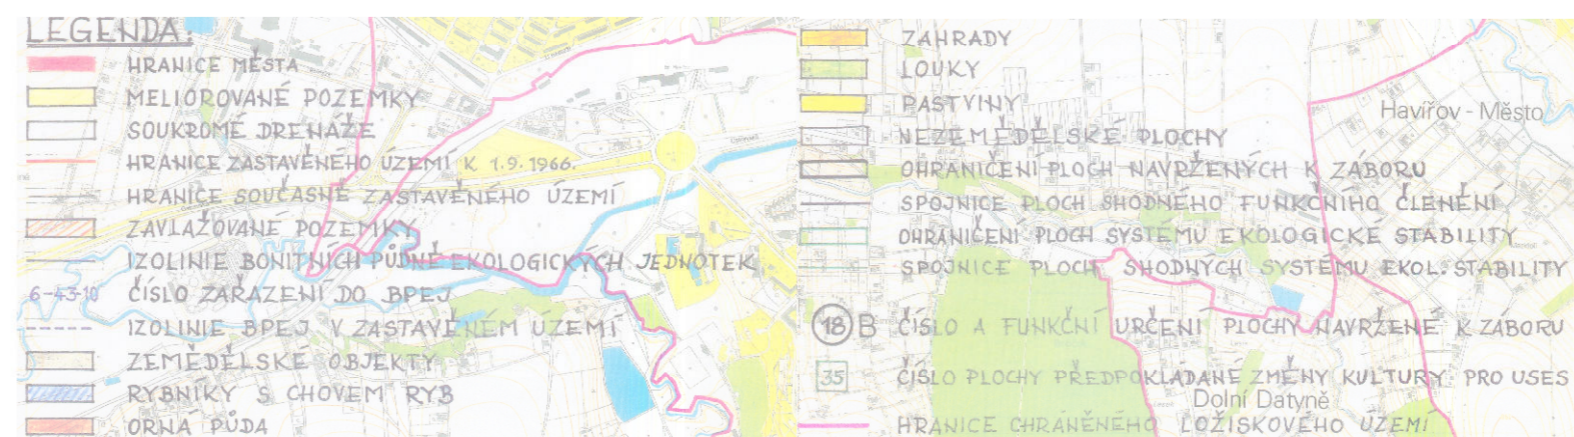 LEGENDA:
HRANICE MĚSTA
MELIOROVANÉ POZEMKY
SOUKROMÉ DRENÁŽE
HRANICE ZASTAVĚNÉHO ÚZEMÍ K 1.9.1966.
HRANICE SOUČASNĚ ZASTAVĚNÉHO ÚZEMÍ
ZAVLAŽOVANÉ POZEMKY
IZOLINIE BONITNÍCH PŮDNĚ EKOLOGICKÝCH JEDNOTEK
6-43-10 ČÍSLO ZAŘAZENÍ DO BPEJ
IZOLINIE BPEJ V ZASTAVĚNÉM ÚZEMÍ
ZEMĚDĚLSKÉ OBJEKTY
RYBNÍKY S CHOVEM RYB
ORNÁ PŮDA
ZAHRADY
LOUKY
PASTVINY
Havířov - Město
NEZEMĚDĚLSKÉ PLOCHY
OHRANIČENÍ PLOCH NAVRŽENÝCH K ZÁBORU
SPOJNICE PLOCH SHODNÉHO FUNKČNÍHO ČLENĚNÍ
OHRANIČENÍ PLOCH SYSTÉMU EKOLOGICKÉ STABILITY
SPOJNICE PLOCH SHODNÝCH SYSTÉMU EKOL. STABILITY
18 B ČÍSLO A FUNKČNÍ URČENÍ PLOCHY NAVRŽENÉ K ZÁBORU
35 ČÍSLO PLOCHY PŘEDPOKLÁDANÉ ZMĚNY KULTURY PRO USES
Dolní Datyně
HRANICE CHRÁNĚNÉHO LOŽISKOVÉHO ÚZEMÍ